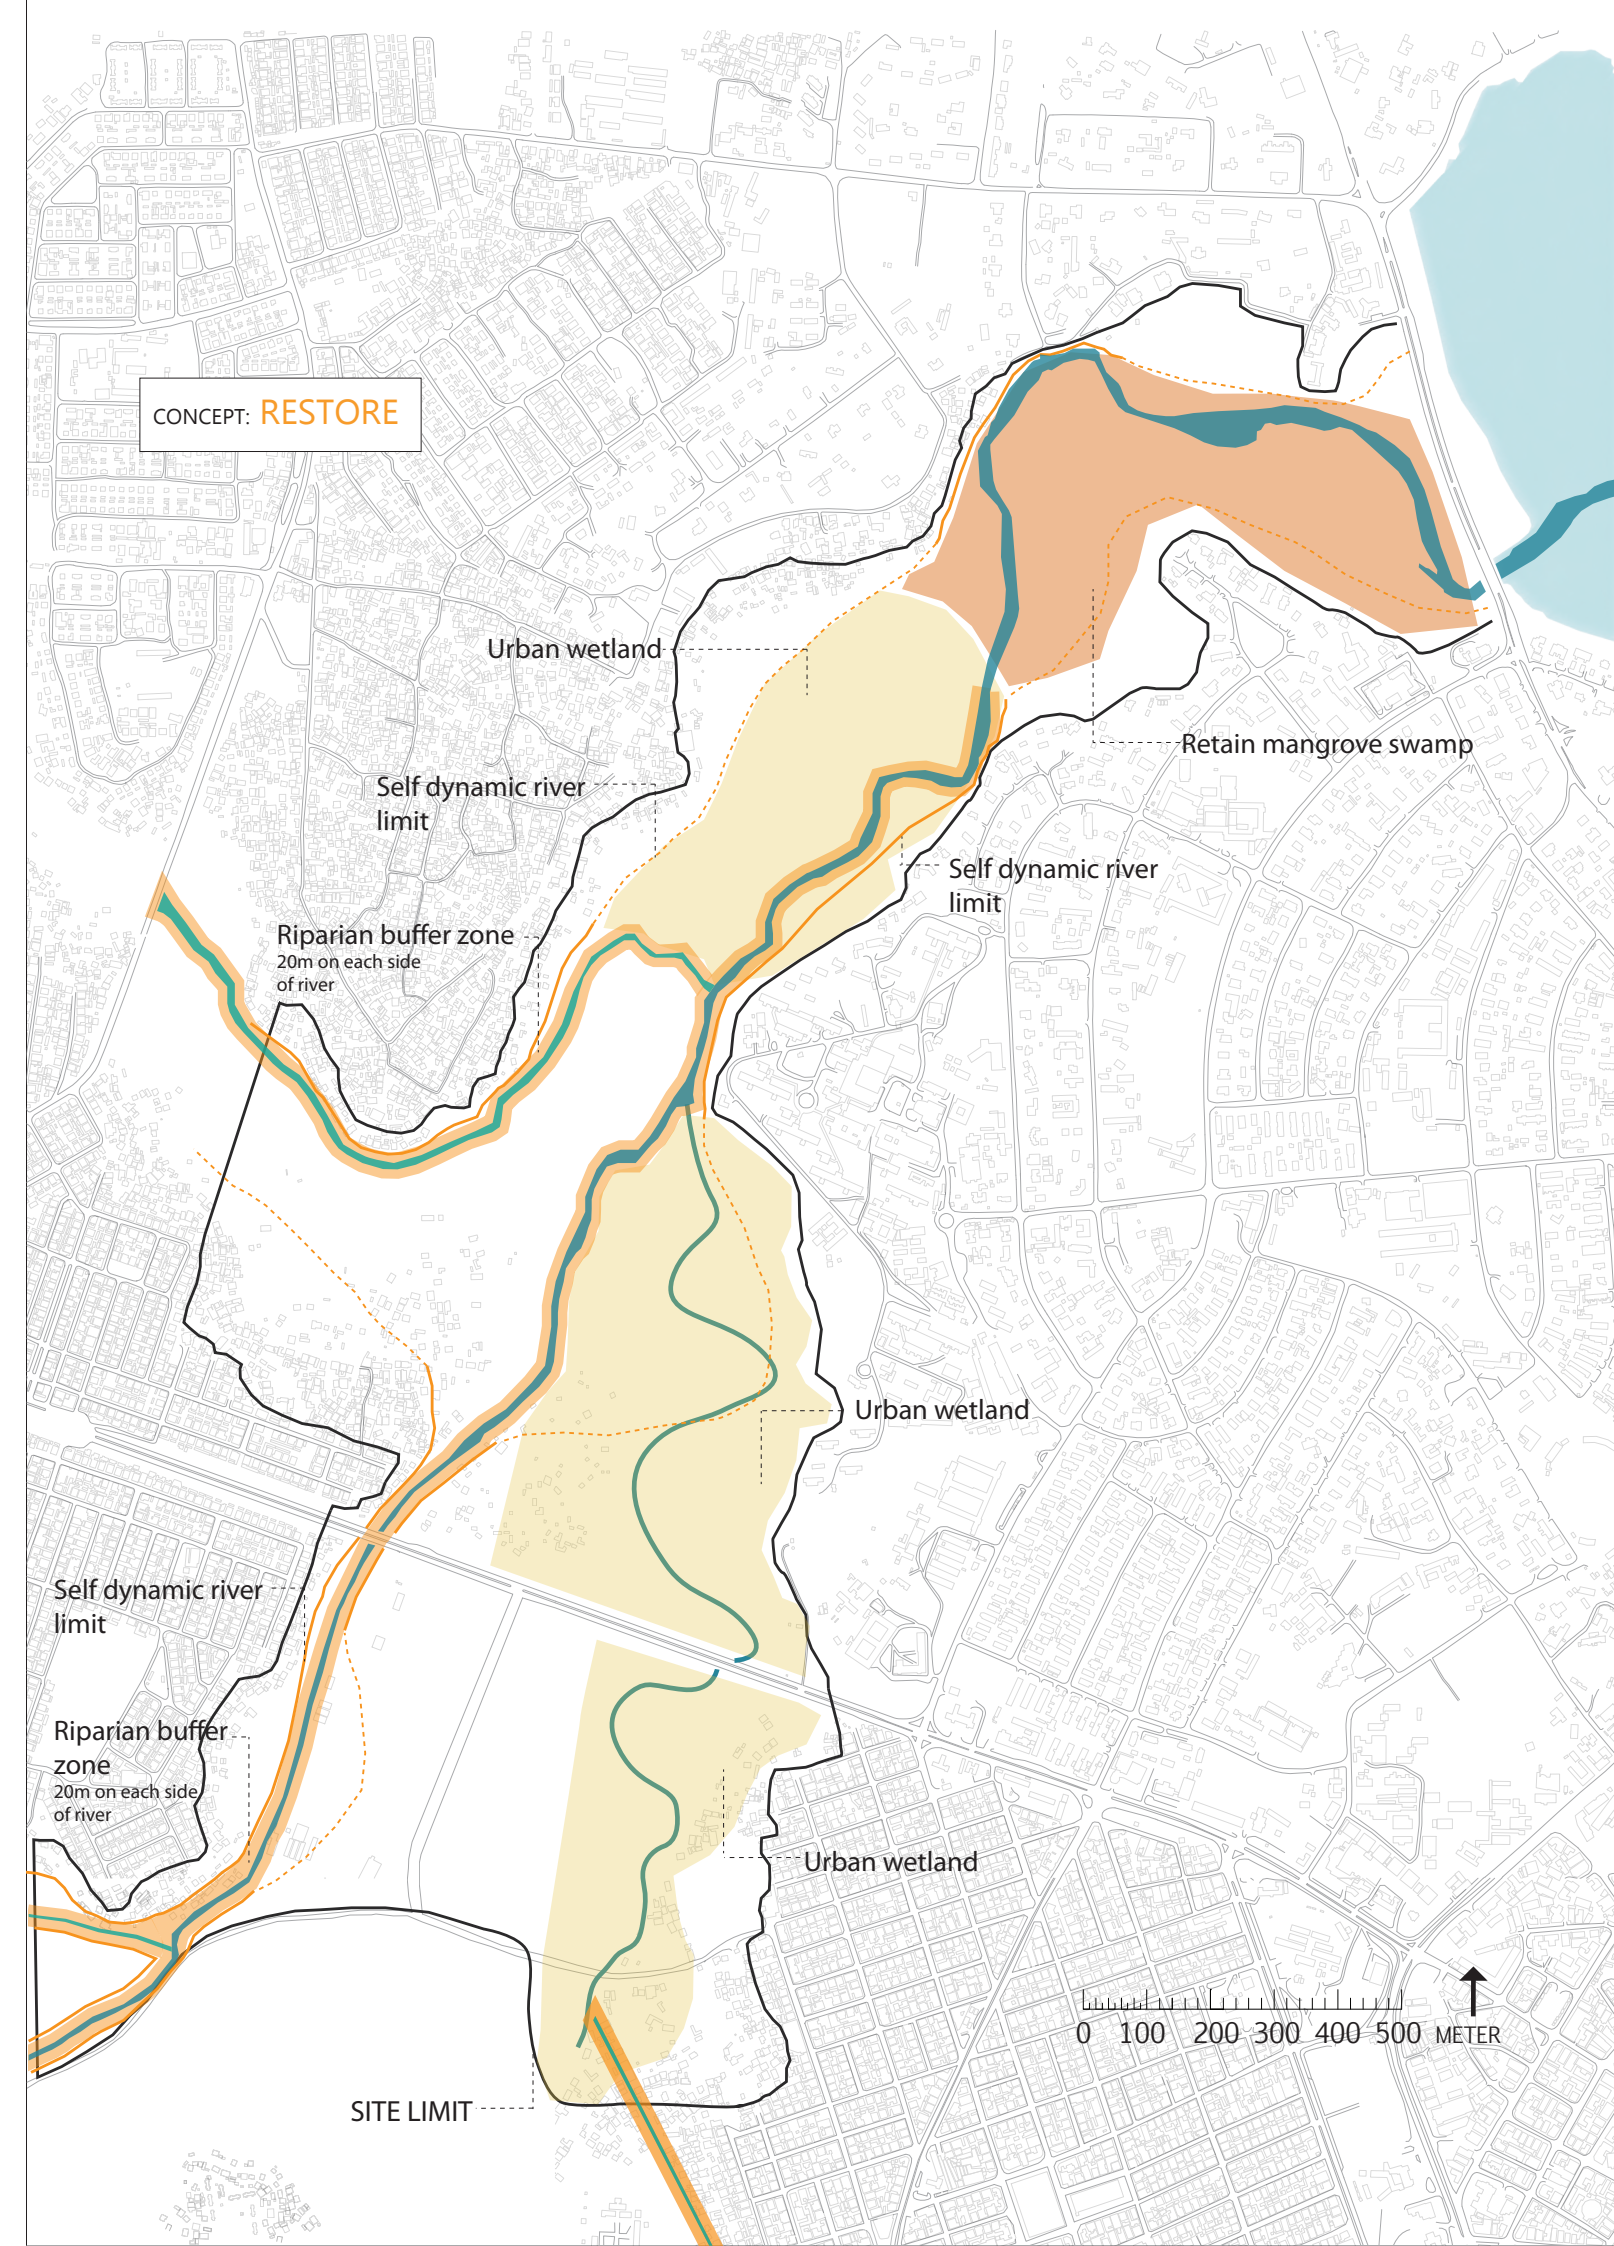 CONCEPT: RESTORE
Urban wetland
Retain mangrove swamp
Self dynamic river
limit
Self dynamic river
limit
Riparian buffer zone
20m on each side
of river
Urban wetland
Self dynamic river
limit
Riparian buffer
zone
20m on each side
of river
Urban wetland
0 100 200 300 400 500 METER
SITE LIMIT